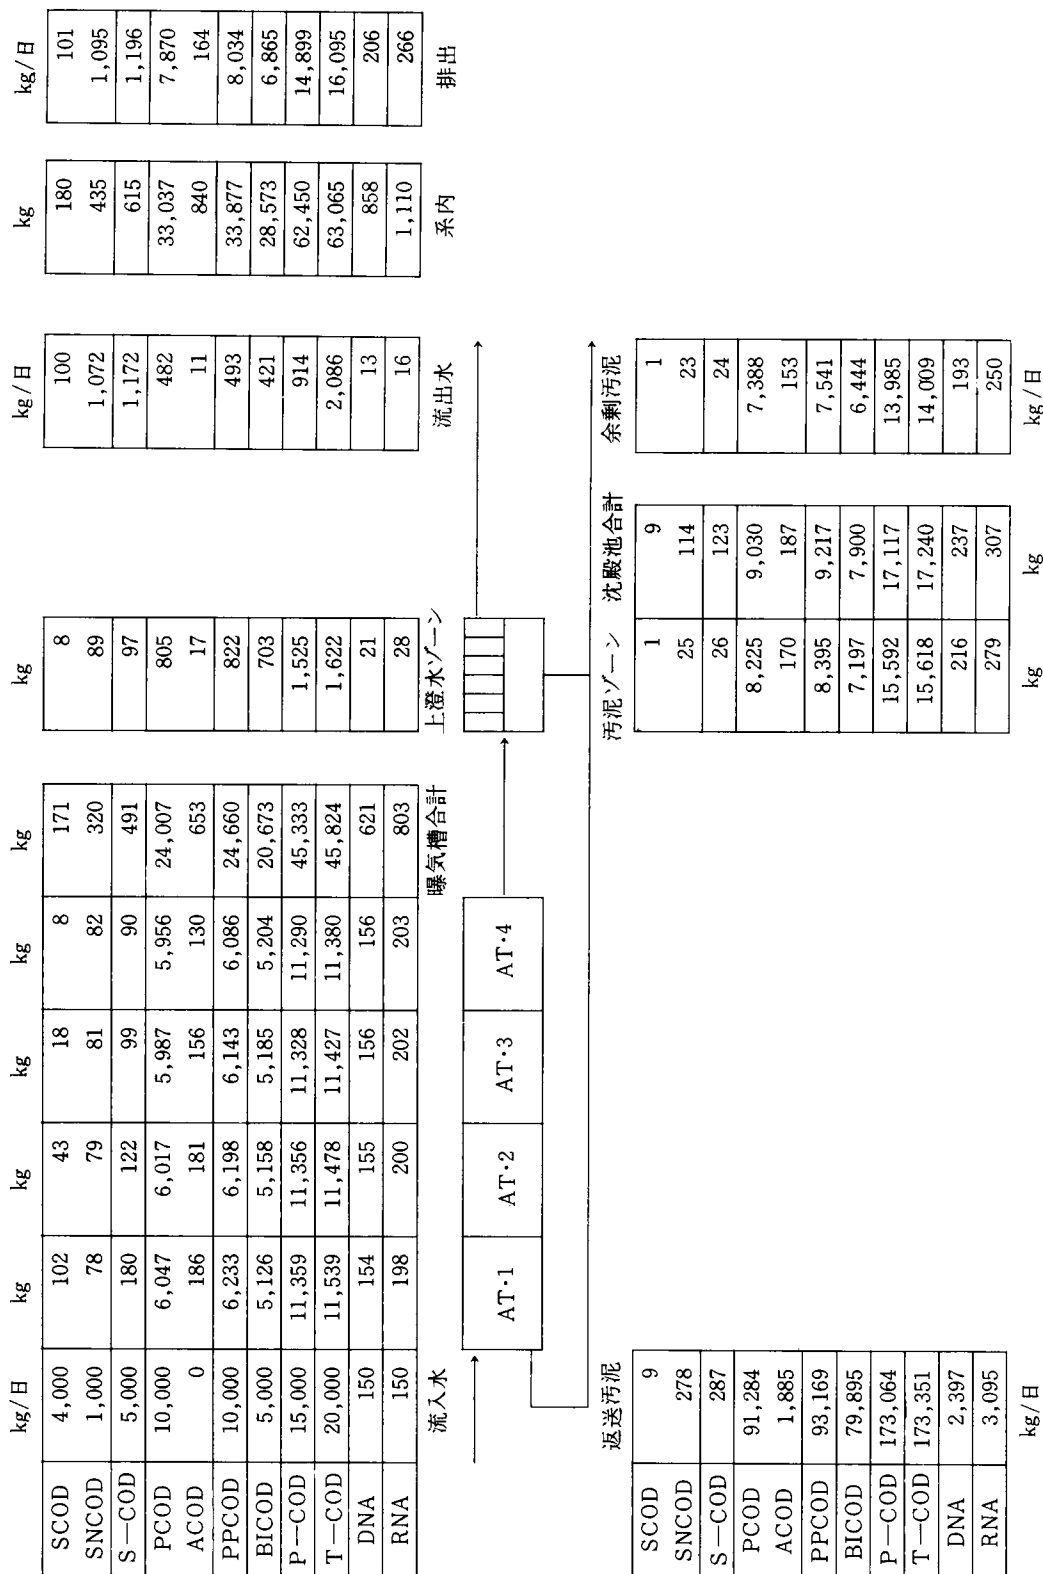 kg/日 kg kg kg kg kg kg kg/日 kg kg/日
SCOD 4,000 102 43 18 8 171 8 100 180 101
SNCOD 1,000 78 79 81 82 320 89 1,072 435 1,095
S－COD 5,000 180 122 99 90 491 97 1,172 615 1,196
PCOD 10,000 6,047 6,017 5,987 5,956 24,007 805 482 33,037 7,870
ACOD 0 186 181 156 130 653 17 11 840 164
PPCOD 10,000 6,233 6,198 6,143 6,086 24,660 822 493 33,877 8,034
BICOD 5,000 5,126 5,158 5,185 5,204 20,673 703 421 28,573 6,865
P－COD 15,000 11,359 11,356 11,328 11,290 45,333 1,525 914 62,450 14,899
T－COD 20,000 11,539 11,478 11,427 11,380 45,824 1,622 2,086 63,065 16,095
DNA 150 154 155 156 156 621 21 13 858 206
RNA 150 198 200 202 203 803 28 16 1,110 266
流入水 曝気槽合計 上澄水ゾーン 流出水 系内 排出
AT·1 AT·2 AT·3 AT·4
返送汚泥 汚泥ゾーン 沈殿池合計 余剰汚泥
SCOD 9 1 9 1
SNCOD 278 25 114 23
S－COD 287 26 123 24
PCOD 91,284 8,225 9,030 7,388
ACOD 1,885 170 187 153
PPCOD 93,169 8,395 9,217 7,541
BICOD 79,895 7,197 7,900 6,444
P－COD 173,064 15,592 17,117 13,985
T－COD 173,351 15,618 17,240 14,009
DNA 2,397 216 237 193
RNA 3,095 279 307 250
kg/日 kg kg kg/日